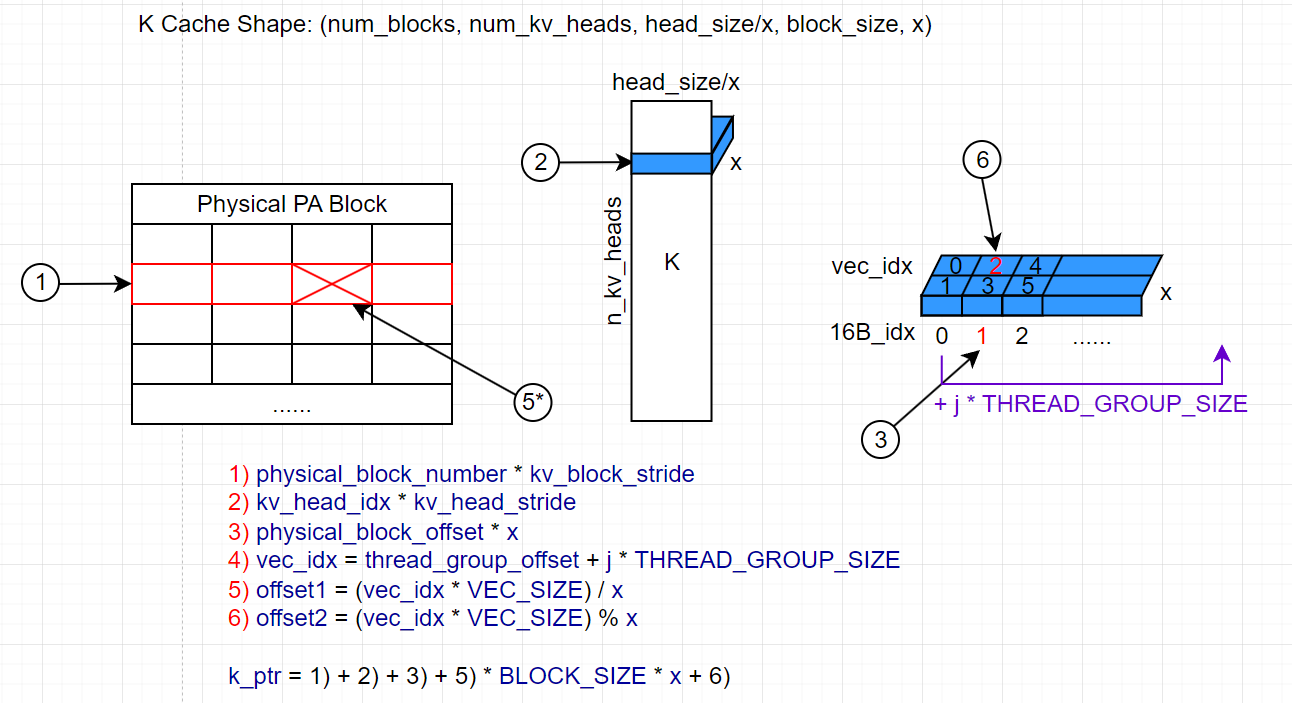 K Cache Shape: (num_blocks, num_kv_heads, head_size/x, block_size, x)
head_size/x
2
x
6
Physical PA Block
n_kv_heads
K
1
vec_idx
0 2 4
1 3 5
x
16B_idx 0 1 2 ......
5*
......
+ j * THREAD_GROUP_SIZE
3
1) physical_block_number * kv_block_stride
2) kv_head_idx * kv_head_stride
3) physical_block_offset * x
4) vec_idx = thread_group_offset + j * THREAD_GROUP_SIZE
5) offset1 = (vec_idx * VEC_SIZE) / x
6) offset2 = (vec_idx * VEC_SIZE) % x
k_ptr = 1) + 2) + 3) + 5) * BLOCK_SIZE * x + 6)